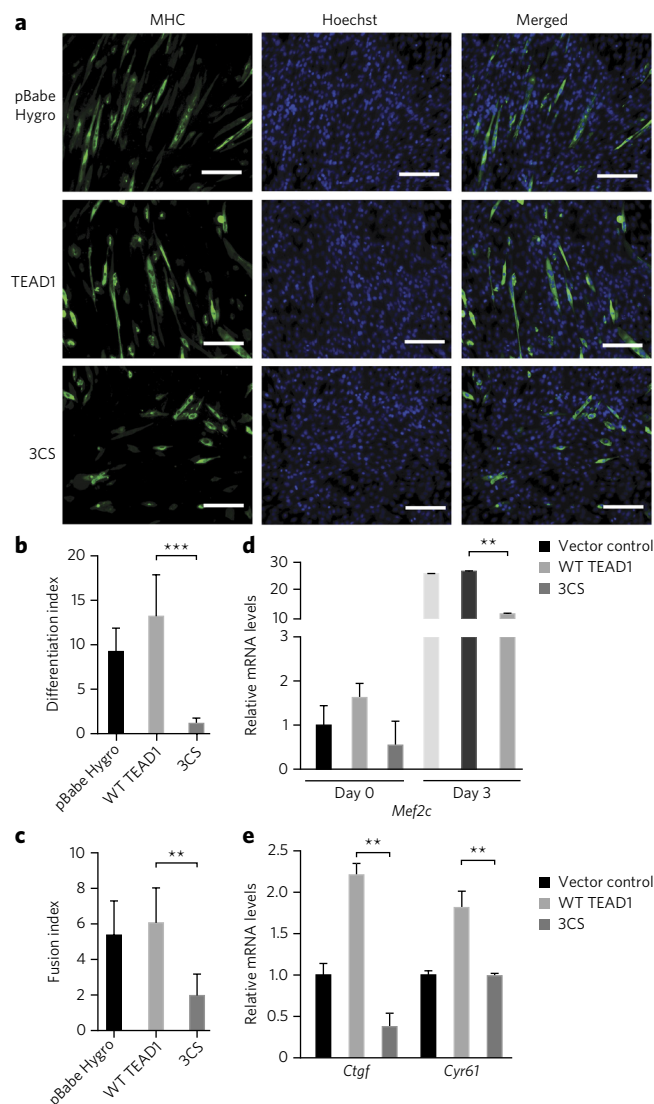 a
MHC
Hoechst
Merged
pBabe
Hygro
TEAD1
3CS
b
Differentiation index
20
15
10
5
0
***
pBabe Hygro
WT TEAD1
3CS
d
Relative mRNA levels
30
20
10
3
2
1
0
**
Day 0
Day 3
Mef2c
Vector control
WT TEAD1
3CS
c
Fusion index
10
8
6
4
2
0
**
pBabe Hygro
WT TEAD1
3CS
e
Relative mRNA levels
2.5
2.0
1.5
1.0
0.5
0
**
**
Ctgf
Cyr61
Vector control
WT TEAD1
3CS